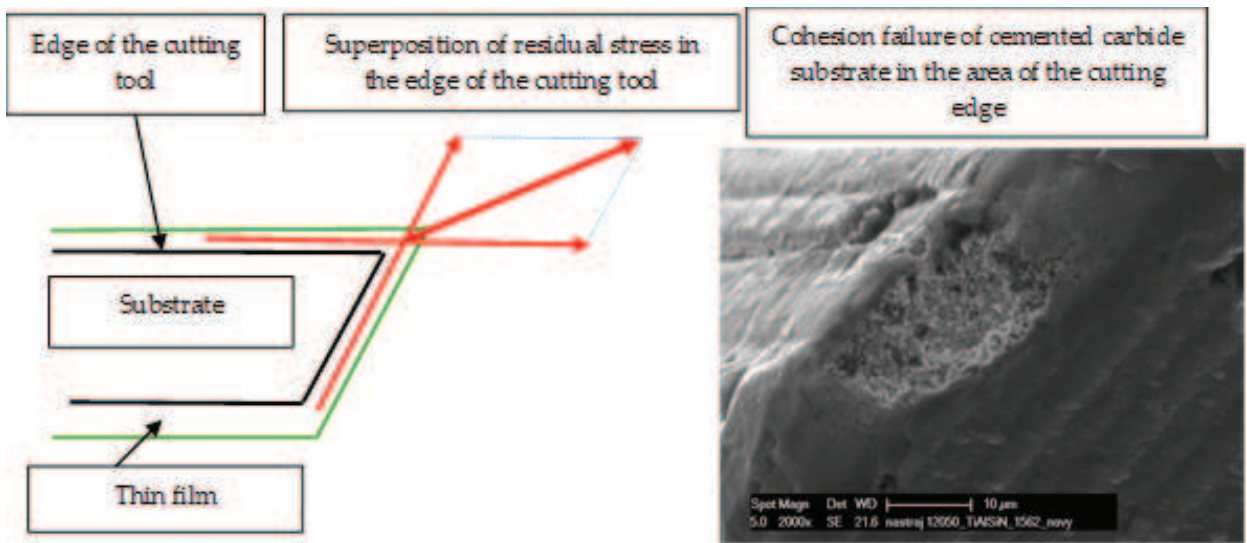 Edge of the cutting
tool
Superposition of residual stress in
the edge of the cutting tool
Cohesion failure of cemented carbide
substrate in the area of the cutting
edge
Substrate
Thin film
Spot Magn Det WD 10 µm
5.0 2000x SE 21.6 nastroj 12050_TiAlSiN_1562_novy